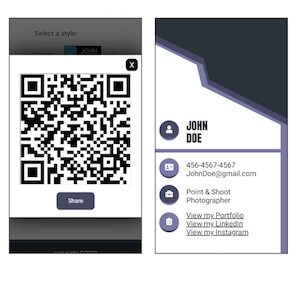 Select a style:
JOHN
X
Share
JOHN
DOE
456-4567-4567
JohnDoe@gmail.com
Point & Shoot
Photographer
View my Portfolio
View my LinkedIn
View my Instagram